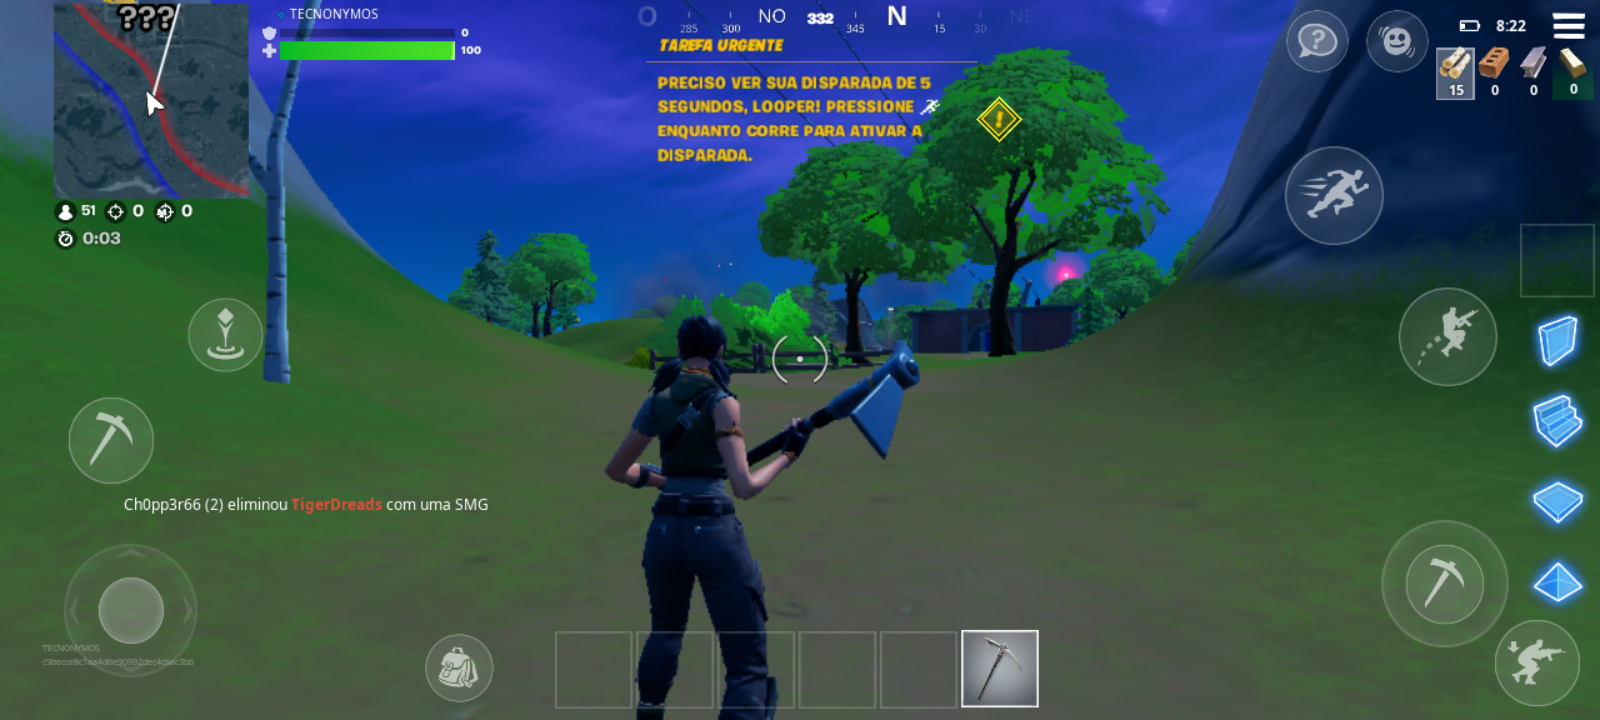 ???
TECNONYMOS
0
100
O NO 332 N NE
285 300 345 15 30
8:22
TAREFA URGENTE
PRECISO VER SUA DISPARADA DE 5
SEGUNDOS, LOOPER! PRESSIONE
ENQUANTO CORRE PARA ATIVAR A
DISPARADA.
!
?
15 0 0 0
51 0 0
0:03
Ch0pp3r66 (2) eliminou TigerDreads com uma SMG
TECNONYMOS